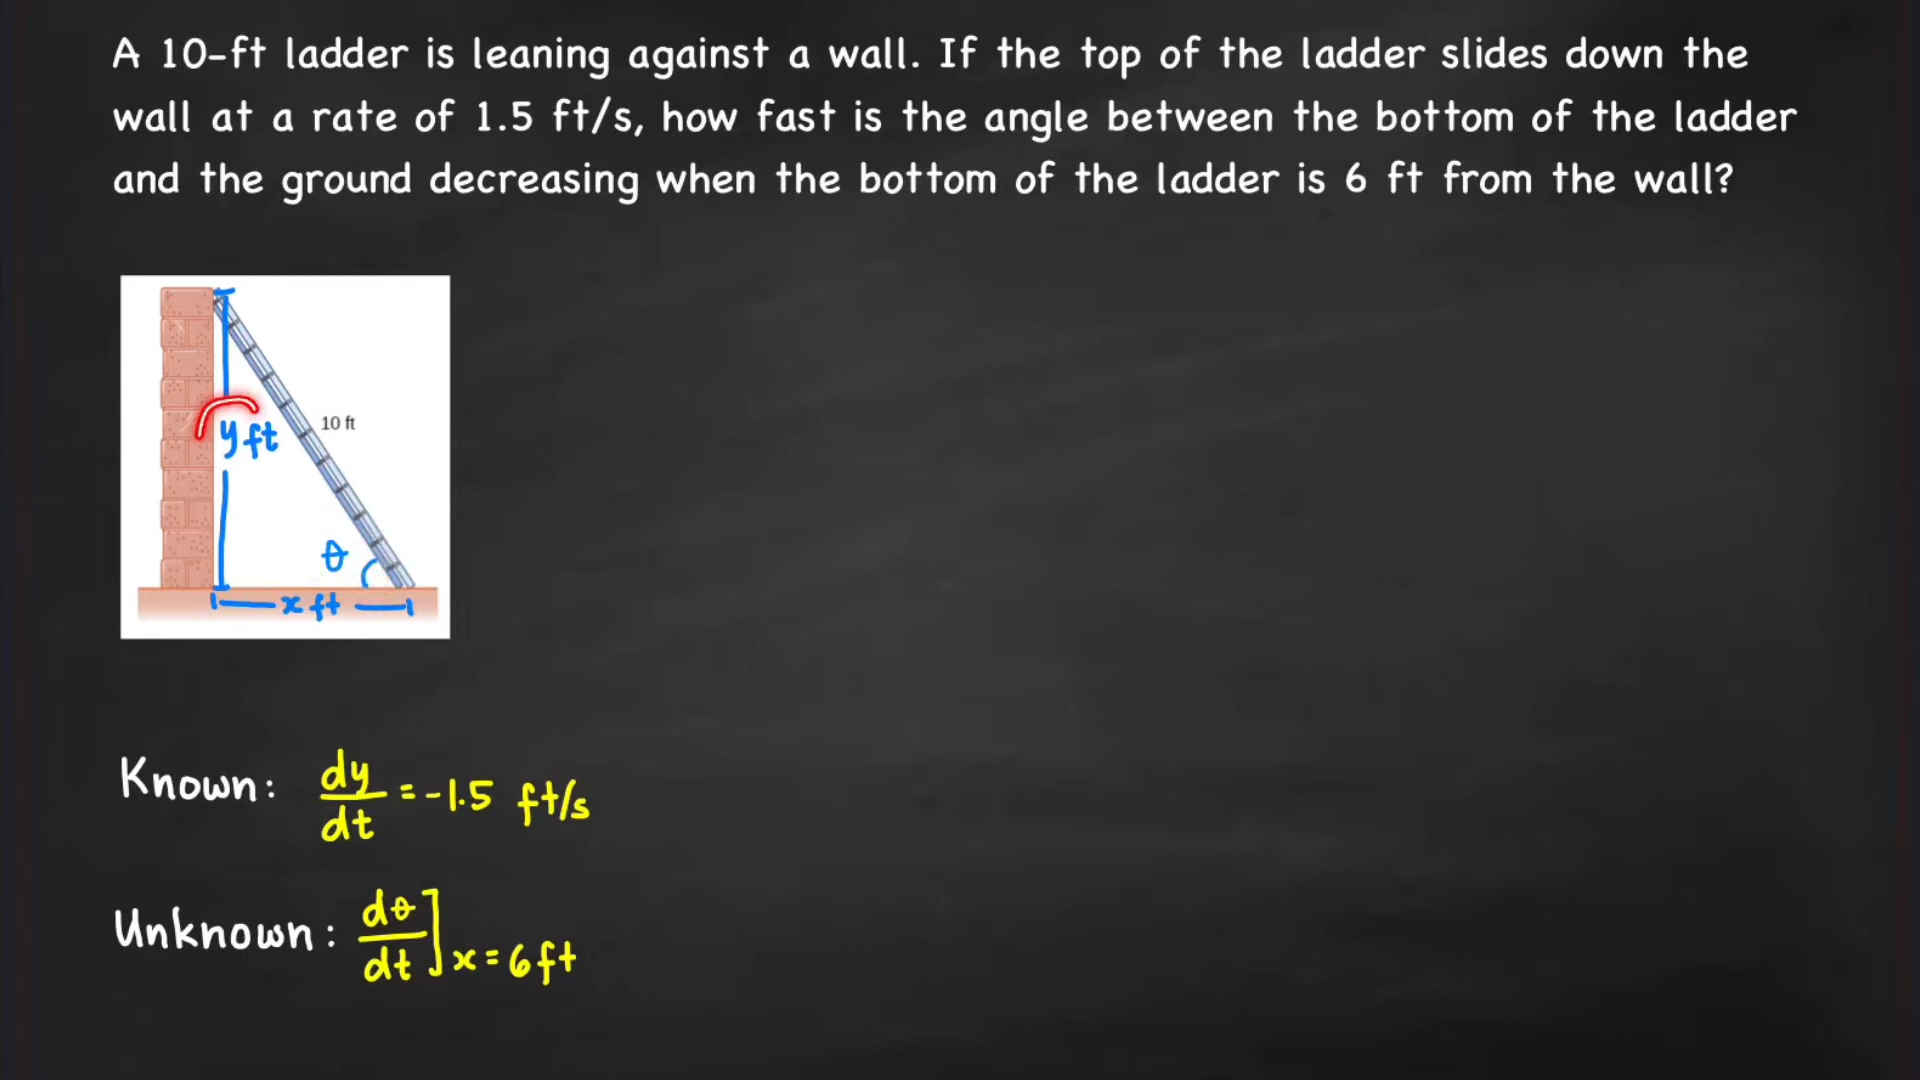 A 10-ft ladder is leaning against a wall. If the top of the ladder slides down the
wall at a rate of 1.5 ft/s, how fast is the angle between the bottom of the ladder
and the ground decreasing when the bottom of the ladder is 6 ft from the wall?
10 ft
y ft
θ
x ft
Known: dy/dt = -1.5 ft/s
Unknown: dθ/dt]x=6ft